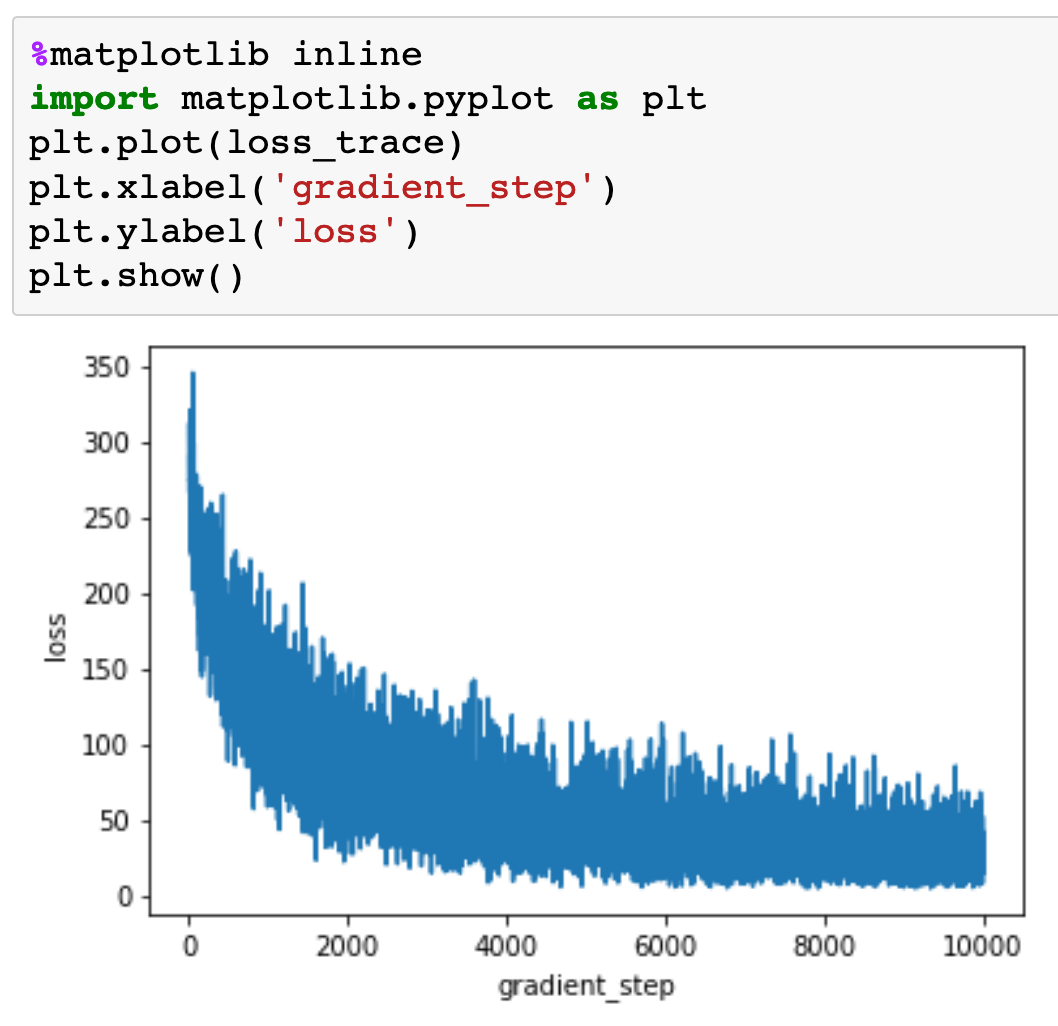 %matplotlib inline
import matplotlib.pyplot as plt
plt.plot(loss_trace)
plt.xlabel('gradient_step')
plt.ylabel('loss')
plt.show()
350
300
250
200
150
100
50
0
loss
0 2000 4000 6000 8000 10000
gradient_step